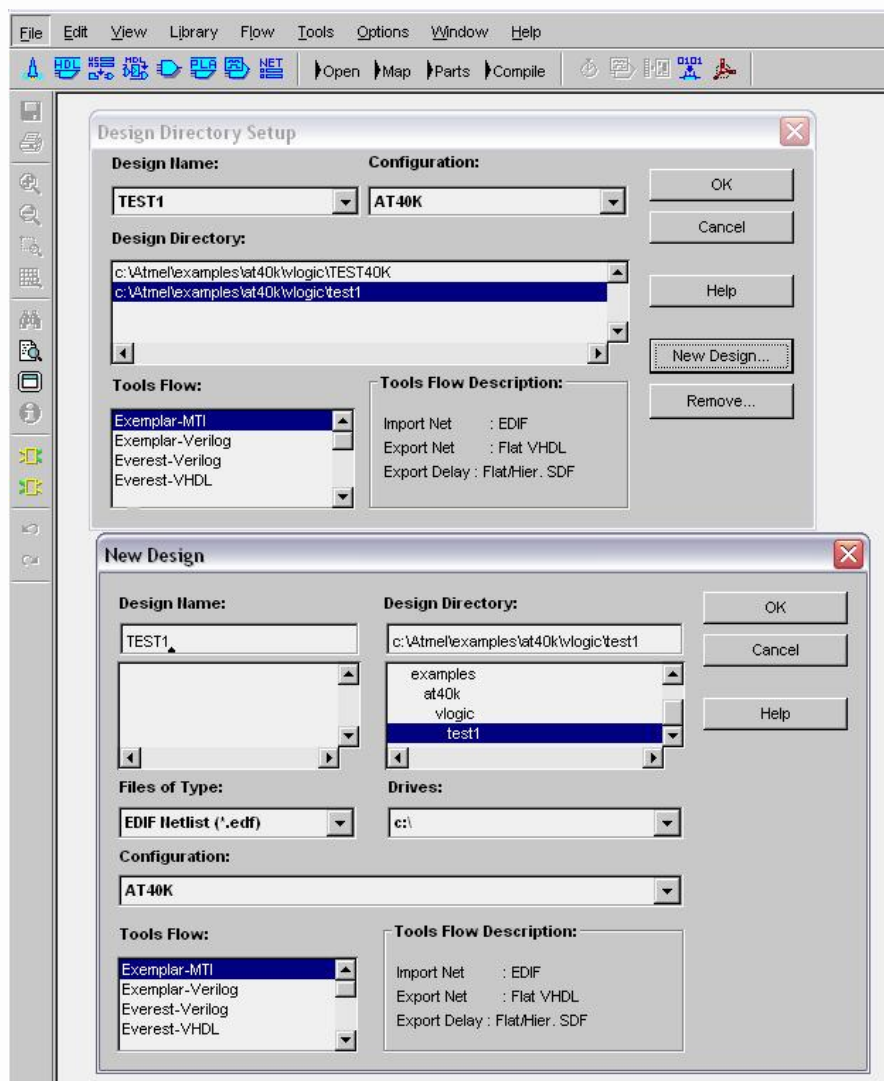 File Edit View Library Flow Tools Options Window Help
HDL MDL PLA NET Open Map Parts Compile 0101
Design Directory Setup
Design Name: Configuration:
TEST1 AT40K
OK
Cancel
Design Directory:
c:\Atmel\examples\at40k\vlogic\TEST40K
c:\Atmel\examples\at40k\vlogic\test1
Help
New Design...
Remove...
Tools Flow: Tools Flow Description:
Exemplar-MTI
Exemplar-Verilog
Everest-Verilog
Everest-VHDL
Import Net : EDIF
Export Net : Flat VHDL
Export Delay : Flat/Hier. SDF
New Design
Design Name: Design Directory:
TEST1 c:\Atmel\examples\at40k\vlogic\test1
OK
Cancel
Help
examples
at40k
vlogic
test1
Files of Type: Drives:
EDIF Netlist (*.edf) c:\
Configuration:
AT40K
Tools Flow: Tools Flow Description:
Exemplar-MTI
Exemplar-Verilog
Everest-Verilog
Everest-VHDL
Import Net : EDIF
Export Net : Flat VHDL
Export Delay : Flat/Hier. SDF